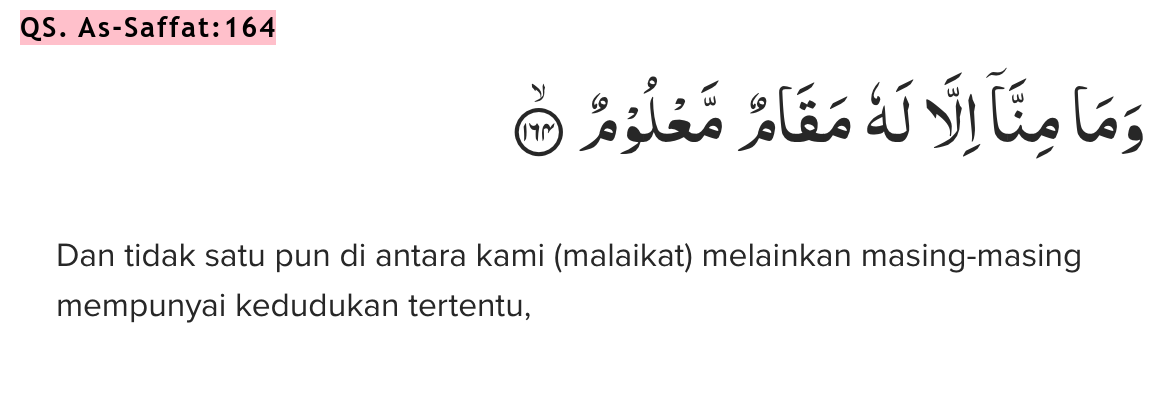 QS. As-Saffat:164
وَمَا مِنَّآ اِلَّا لَهٗ مَقَامٌ مَّعْلُوْمٌ ۙ ١٦٤
Dan tidak satu pun di antara kami (malaikat) melainkan masing-masing
mempunyai kedudukan tertentu,